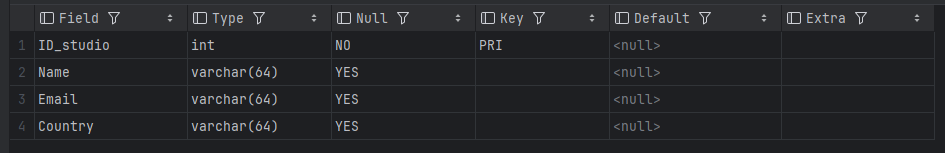 Field Type Null Key Default Extra
1 ID_studio int NO PRI <null>
2 Name varchar(64) YES <null>
3 Email varchar(64) YES <null>
4 Country varchar(64) YES <null>